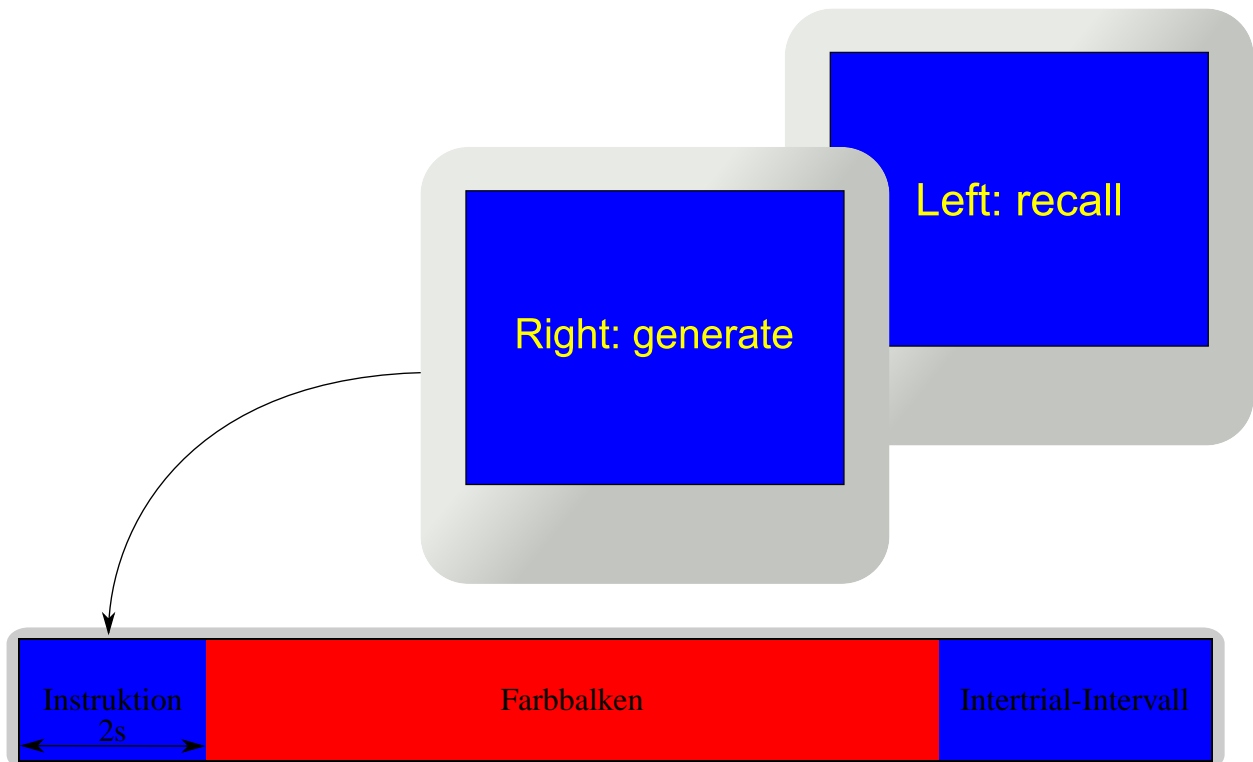 Left: recall
Right: generate
Instruktion
2s
Farbbalken
Intertrial-Intervall